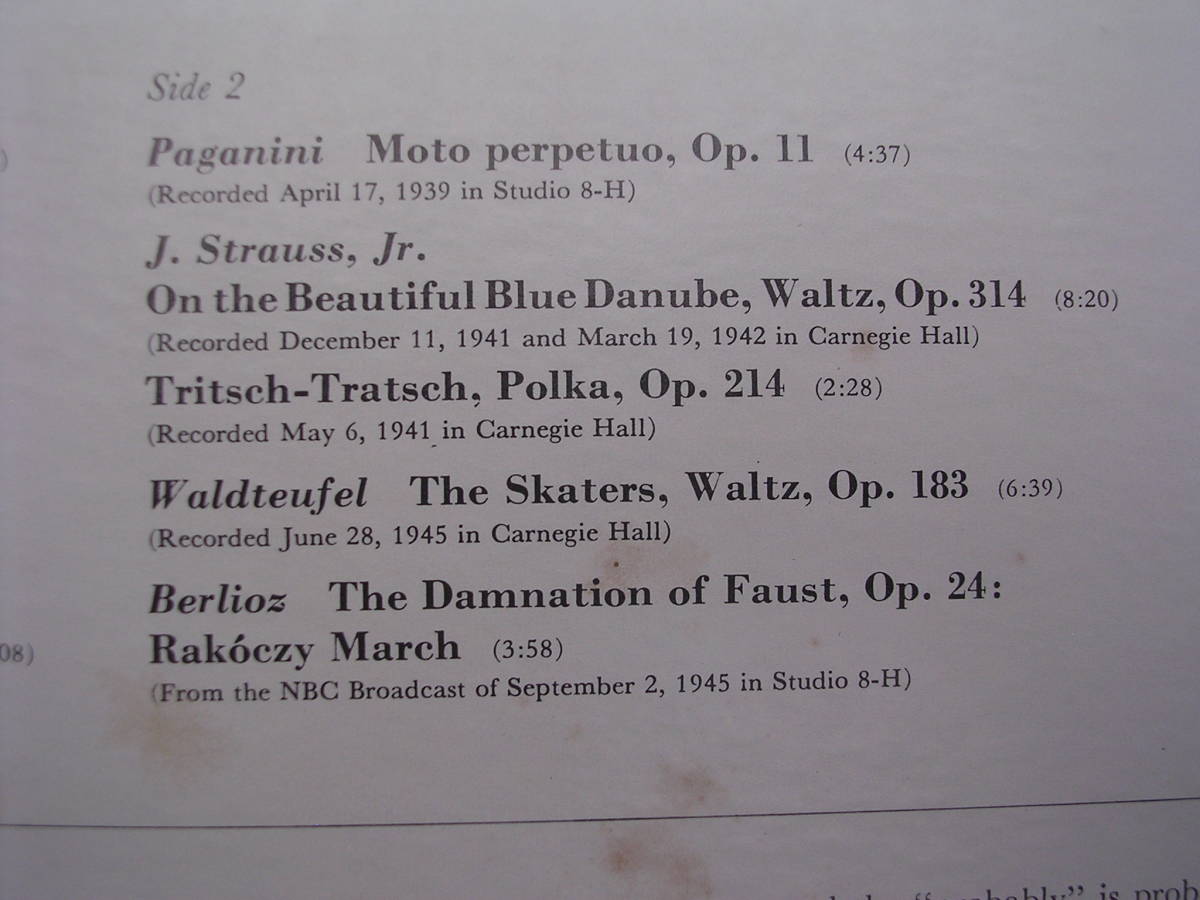 Side 2
Paganini Moto perpetuo, Op. 11 (4:37)
(Recorded April 17, 1939 in Studio 8-H)
J. Strauss, Jr.
On the Beautiful Blue Danube, Waltz, Op. 314 (8:20)
(Recorded December 11, 1941 and March 19, 1942 in Carnegie Hall)
Tritsch-Tratsch, Polka, Op. 214 (2:28)
(Recorded May 6, 1941 in Carnegie Hall)
Waldteufel The Skaters, Waltz, Op. 183 (6:39)
(Recorded June 28, 1945 in Carnegie Hall)
Berlioz The Damnation of Faust, Op. 24:
08) Rakóczy March (3:58)
(From the NBC Broadcast of September 2, 1945 in Studio 8-H)
is